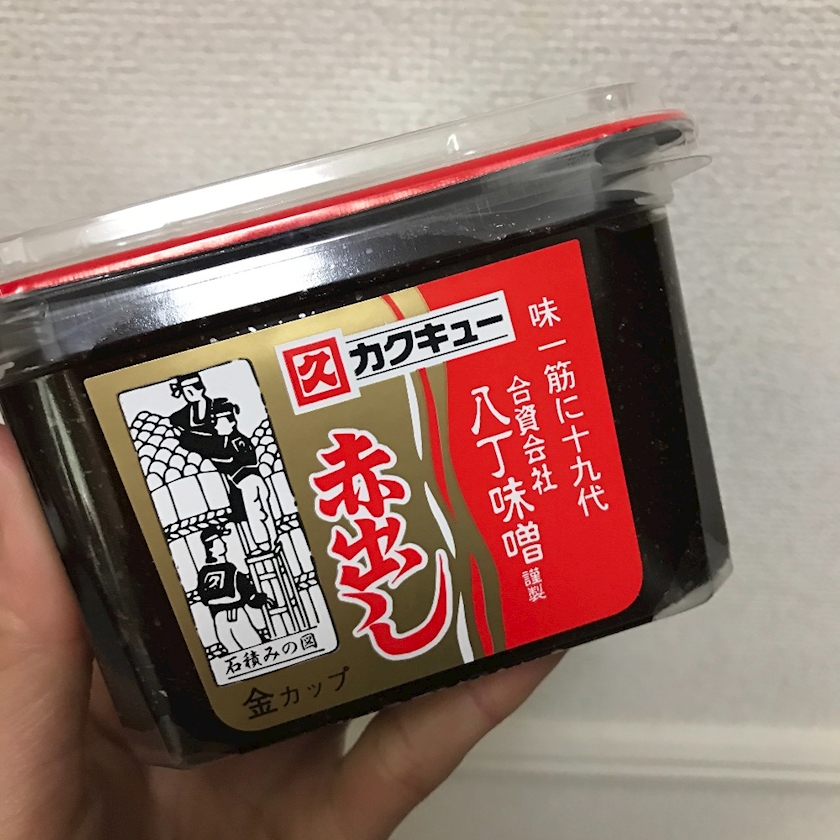 久 カクキュー
味一筋に十九代
合資会社
八丁味噌
謹製
赤出し
石積みの図
金カップ